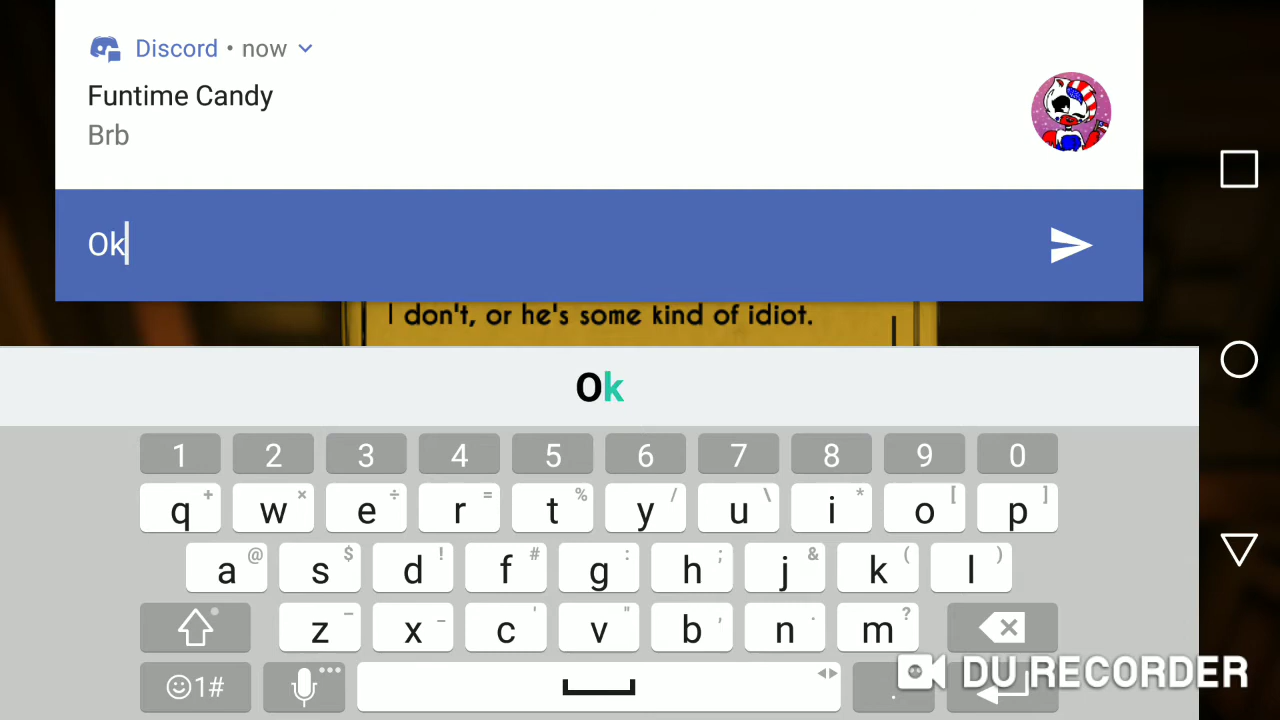 Discord • now
Funtime Candy
Brb
Ok
I don't, or he's some kind of idiot.
Ok
1 2 3 4 5 6 7 8 9 0
q + w × e ÷ r = t % y / u \ i * o [ p ]
a @ s $ d ! f # g : h ; j & k ( l )
z – x _ c ' v " b , n . m ?
1# .
DU RECORDER